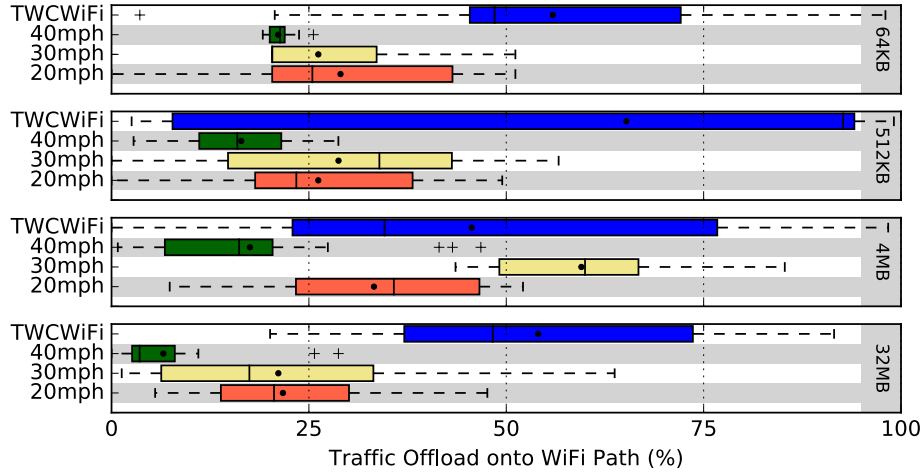 TWCWiFi
40mph
30mph
20mph
64KB
TWCWiFi
40mph
30mph
20mph
512KB
TWCWiFi
40mph
30mph
20mph
4MB
TWCWiFi
40mph
30mph
20mph
32MB
0 25 50 75 100
Traffic Offload onto WiFi Path (%)